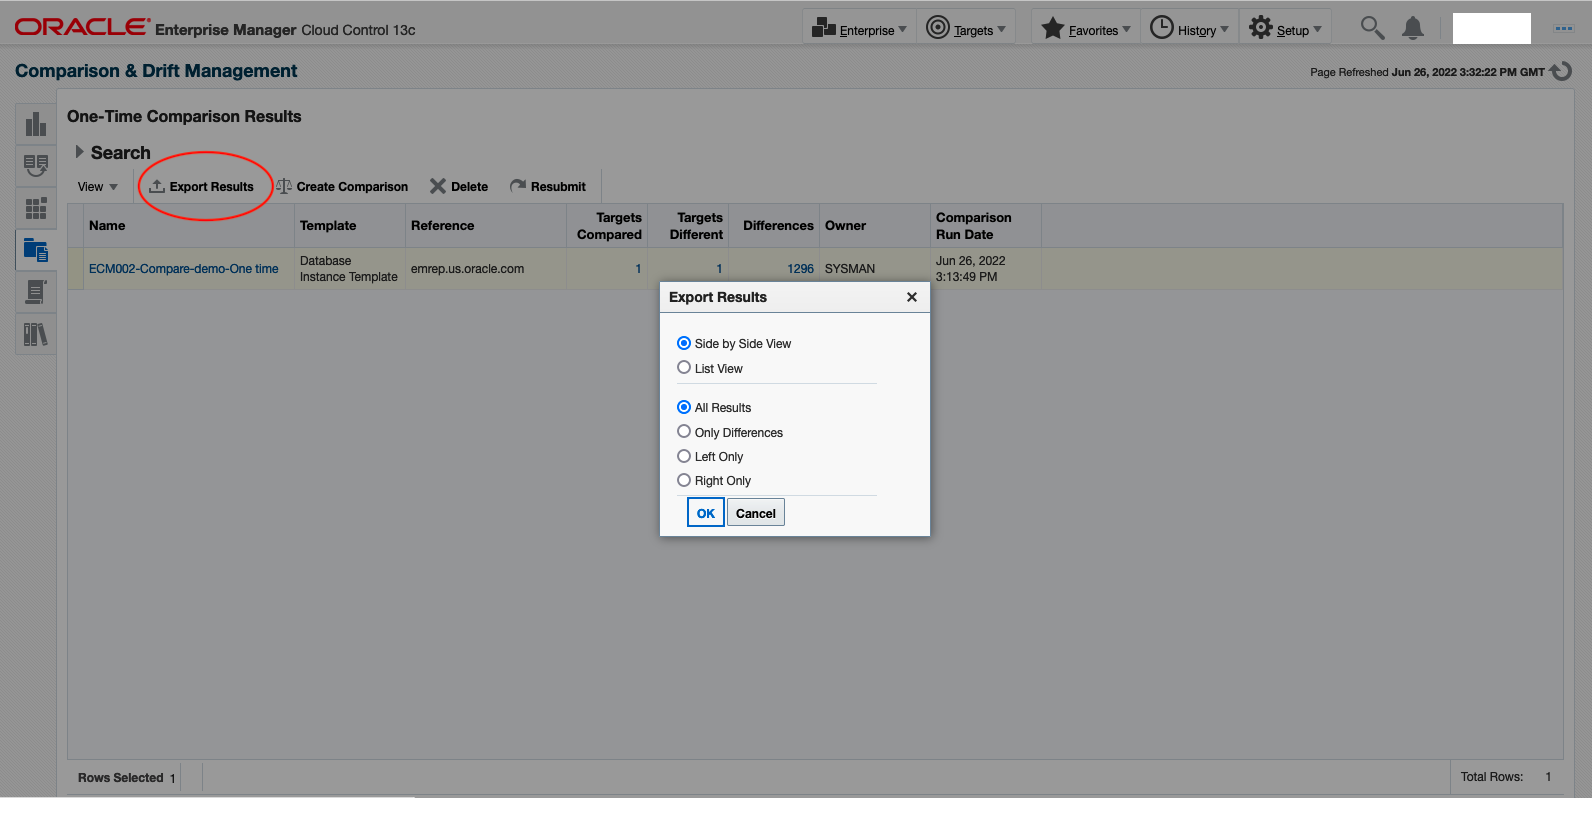 ORACLE Enterprise Manager Cloud Control 13c
Enterprise Targets Favorites History Setup
Comparison & Drift Management
Page Refreshed Jun 26, 2022 3:32:22 PM GMT
One-Time Comparison Results
Search
View Export Results Create Comparison Delete Resubmit
Name Template Reference Targets Compared Targets Different Differences Owner Comparison Run Date
ECM002-Compare-demo-One time Database Instance Template emrep.us.oracle.com 1 1 1296 SYSMAN Jun 26, 2022 3:13:49 PM
Export Results
Side by Side View
List View
All Results
Only Differences
Left Only
Right Only
OK Cancel
Rows Selected 1
Total Rows: 1